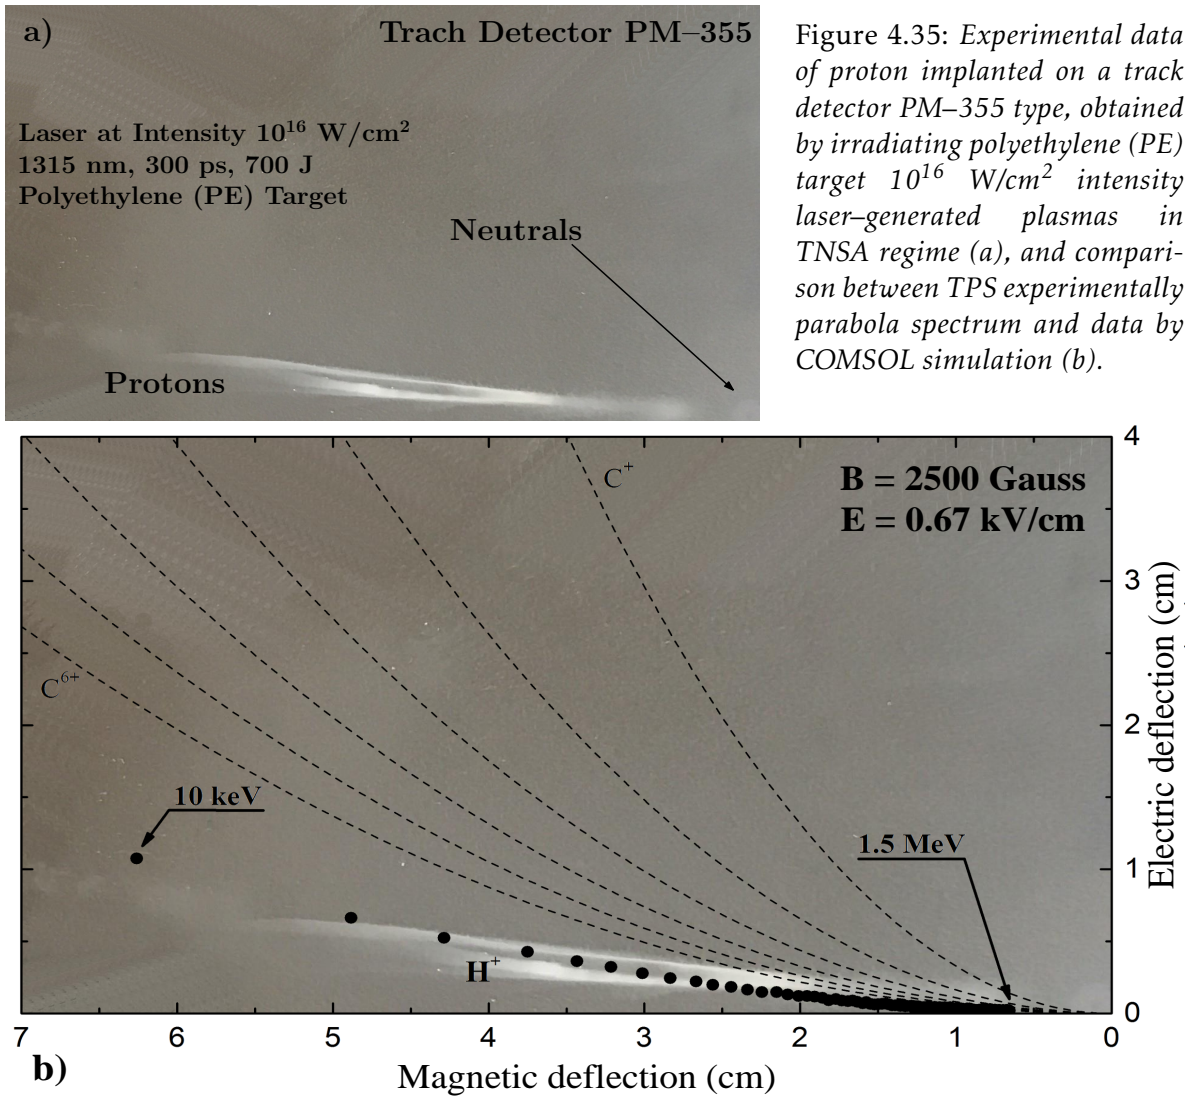 a)
Trach Detector PM–355
Laser at Intensity 10¹⁶ W/cm²
1315 nm, 300 ps, 700 J
Polyethylene (PE) Target
Neutrals
Protons
Figure 4.35: Experimental data
of proton implanted on a track
detector PM–355 type, obtained
by irradiating polyethylene (PE)
target 10¹⁶ W/cm² intensity
laser–generated plasmas in
TNSA regime (a), and compari-
son between TPS experimentally
parabola spectrum and data by
COMSOL simulation (b).
B = 2500 Gauss
E = 0.67 kV/cm
C⁺
C⁶⁺
10 keV
1.5 MeV
H⁺
4
3
2
1
0
Electric deflection (cm)
7 6 5 4 3 2 1 0
Magnetic deflection (cm)
b)